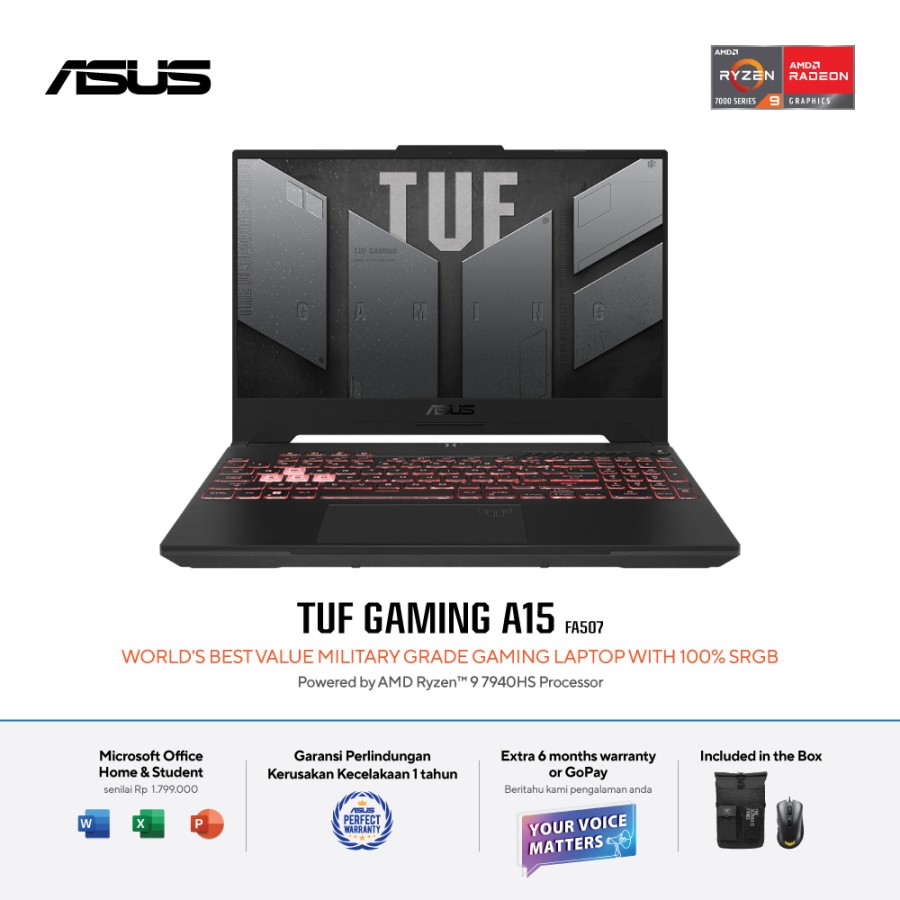 ASUS
AMD
RYZEN
7000 SERIES 9
AMD
RADEON
GRAPHICS
TUF
TUF GAMING
G A M I N G
ASUS
TUF GAMING A15 FA507
WORLD'S BEST VALUE MILITARY GRADE GAMING LAPTOP WITH 100% SRGB
Powered by AMD Ryzen™ 9 7940HS Processor
Microsoft Office
Home & Student
senilai Rp 1.799.000
W X P
Garansi Perlindungan
Kerusakan Kecelakaan 1 tahun
ASUS
PERFECT
WARRANTY
Extra 6 months warranty
or GoPay
Beritahu kami pengalaman anda
YOUR VOICE
MATTERS
Included in the Box